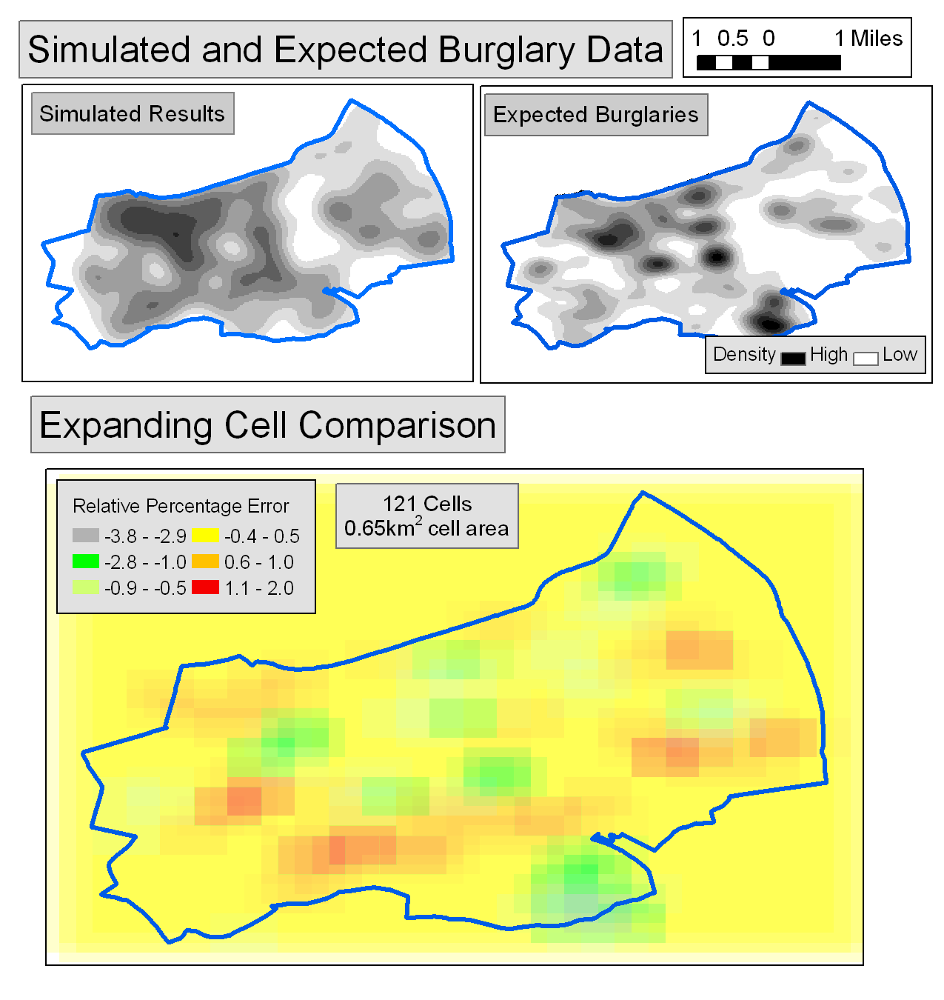 Simulated and Expected Burglary Data
1 0.5 0 1 Miles
Simulated Results
Expected Burglaries
Density High Low
Expanding Cell Comparison
Relative Percentage Error
-3.8 - -2.9 -0.4 - 0.5
-2.8 - -1.0 0.6 - 1.0
-0.9 - -0.5 1.1 - 2.0
121 Cells
0.65km² cell area